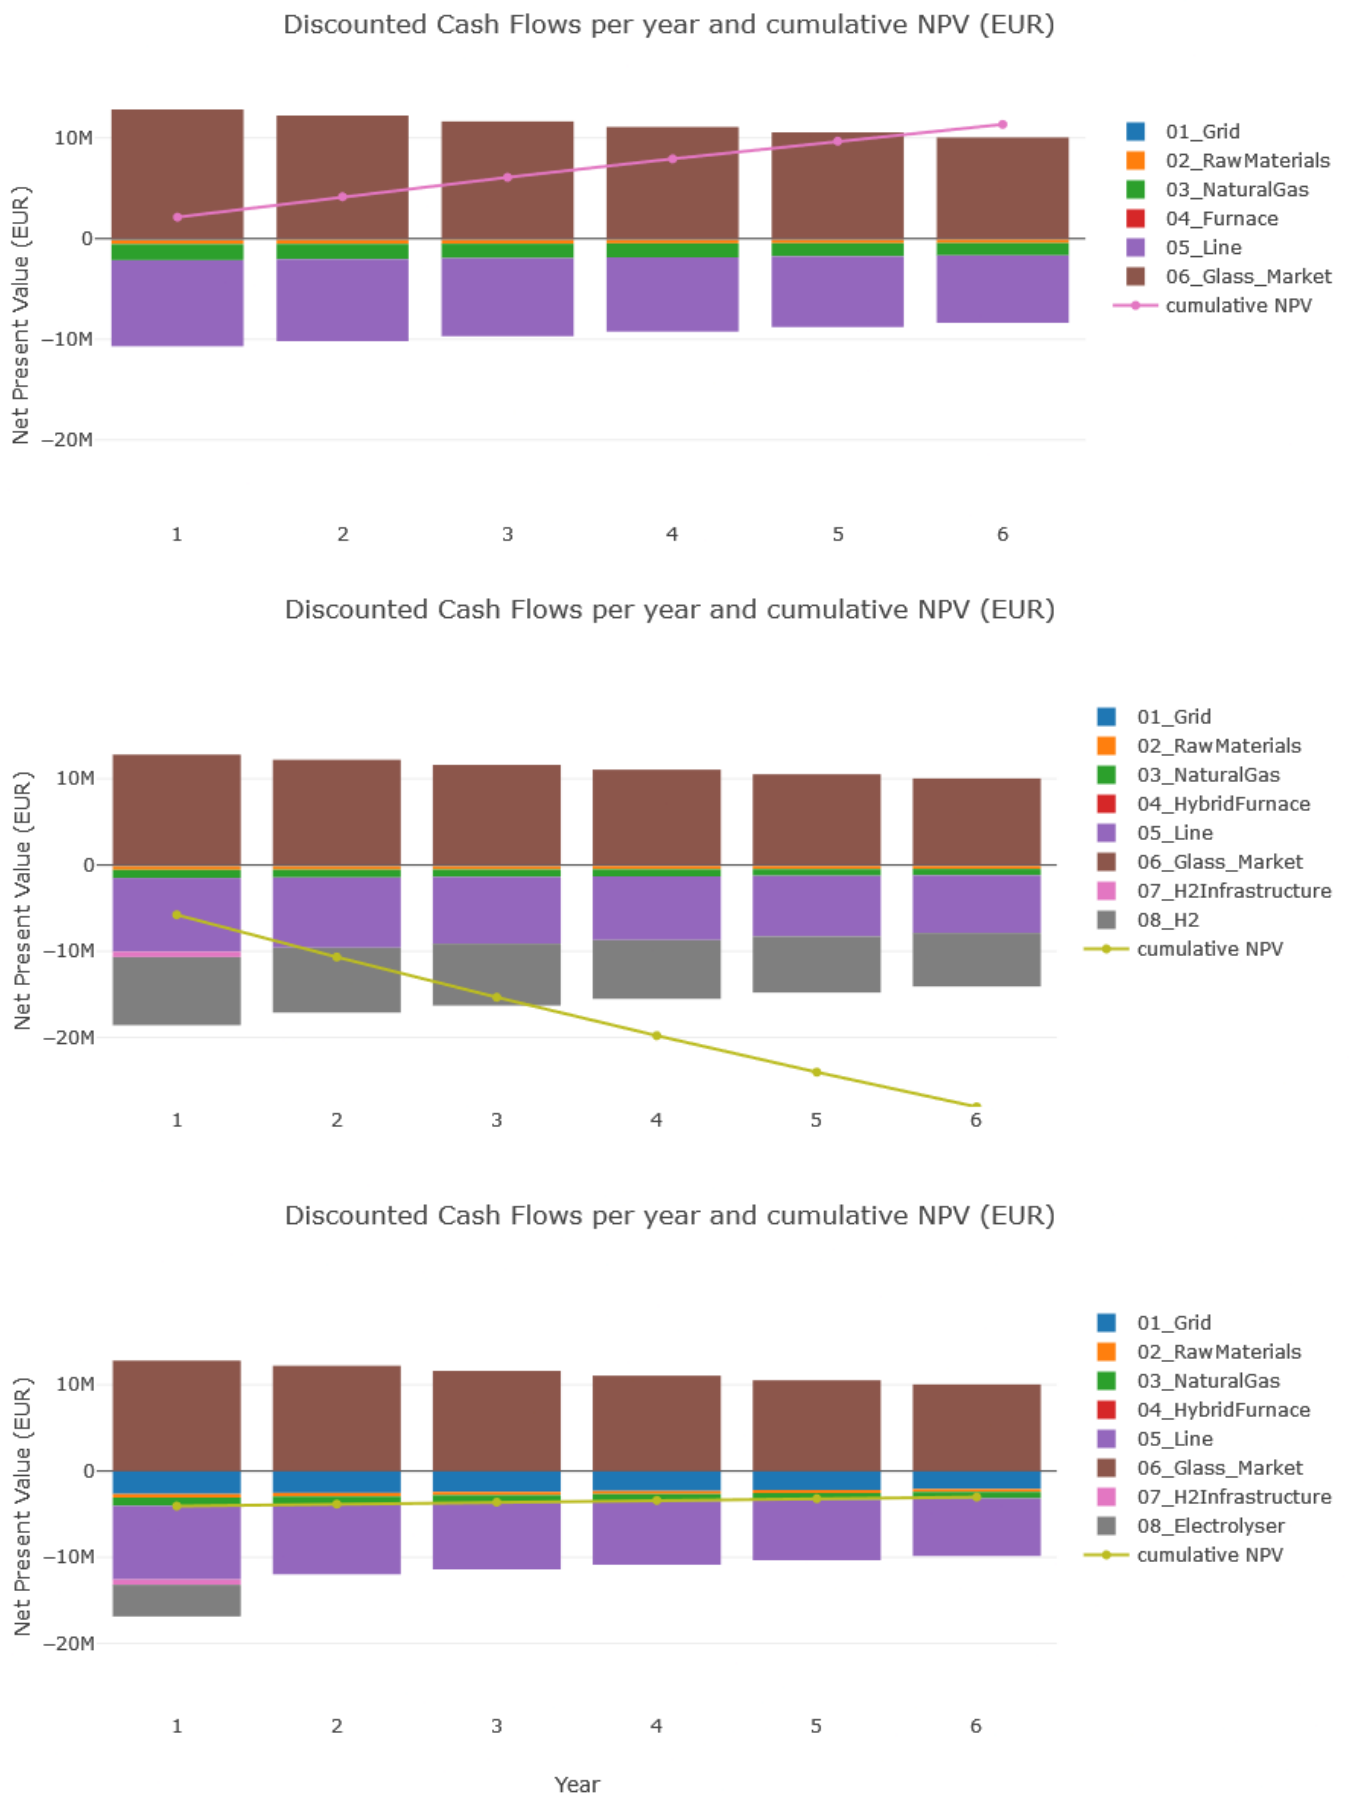 Discounted Cash Flows per year and cumulative NPV (EUR)
Net Present Value (EUR)
10M
0
−10M
−20M
1 2 3 4 5 6
01_Grid
02_RawMaterials
03_NaturalGas
04_Furnace
05_Line
06_Glass_Market
cumulative NPV
Discounted Cash Flows per year and cumulative NPV (EUR)
Net Present Value (EUR)
10M
0
−10M
−20M
1 2 3 4 5 6
01_Grid
02_RawMaterials
03_NaturalGas
04_HybridFurnace
05_Line
06_Glass_Market
07_H2Infrastructure
08_H2
cumulative NPV
Discounted Cash Flows per year and cumulative NPV (EUR)
Net Present Value (EUR)
10M
0
−10M
−20M
1 2 3 4 5 6
Year
01_Grid
02_RawMaterials
03_NaturalGas
04_HybridFurnace
05_Line
06_Glass_Market
07_H2Infrastructure
08_Electrolyser
cumulative NPV